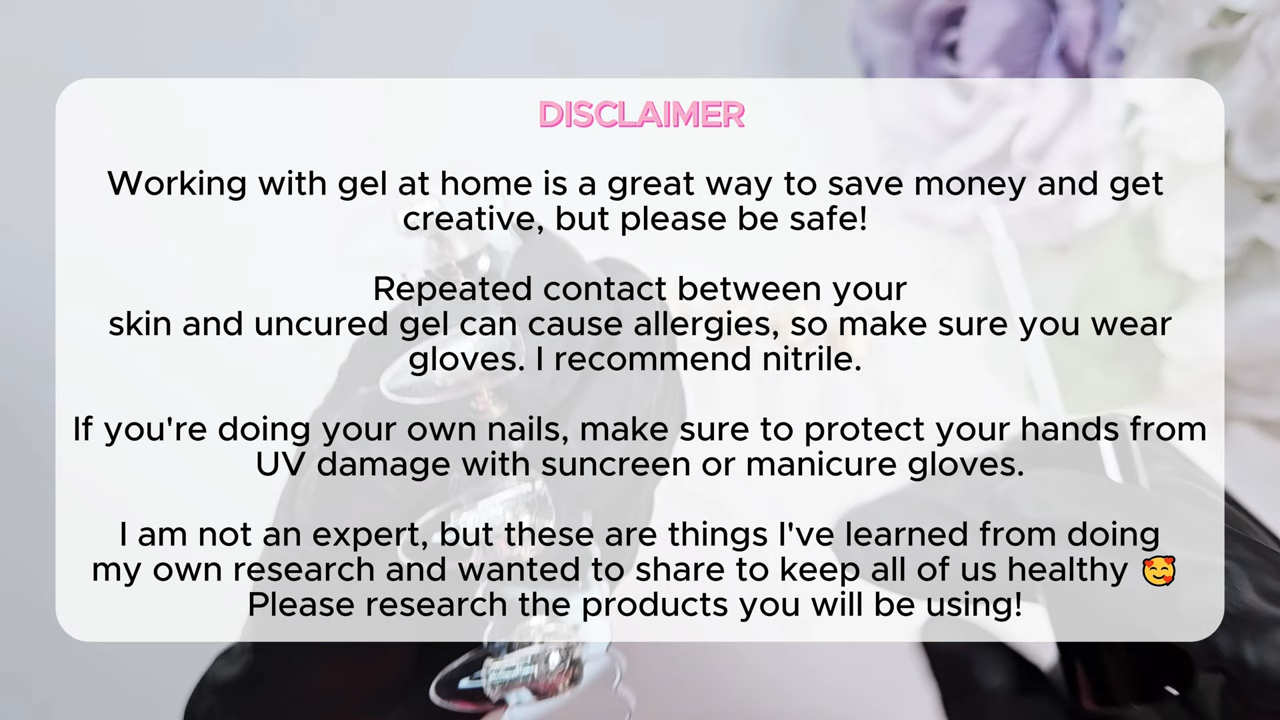 DISCLAIMER
Working with gel at home is a great way to save money and get
creative, but please be safe!
Repeated contact between your
skin and uncured gel can cause allergies, so make sure you wear
gloves. I recommend nitrile.
If you're doing your own nails, make sure to protect your hands from
UV damage with suncreen or manicure gloves.
I am not an expert, but these are things I've learned from doing
my own research and wanted to share to keep all of us healthy 🥰
Please research the products you will be using!